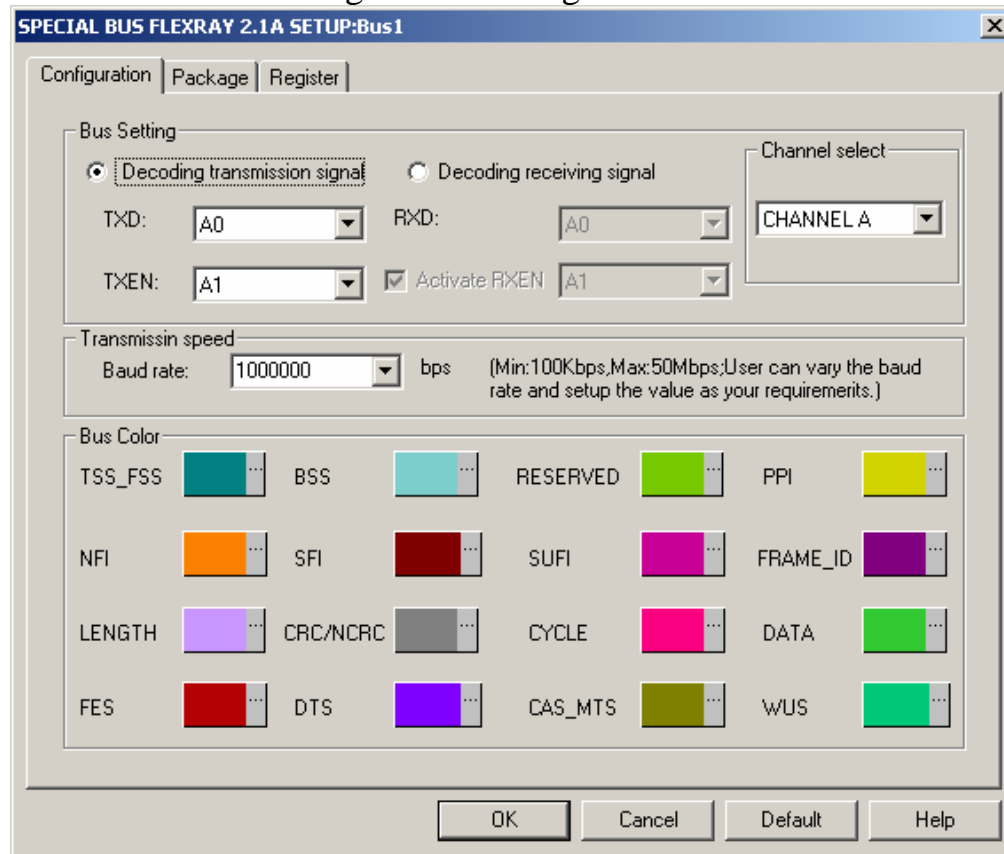 SPECIAL BUS FLEXRAY 2.1A SETUP:Bus1
Configuration Package Register
Bus Setting
Decoding transmission signal Decoding receiving signal
Channel select
TXD: A0 RXD: A0 CHANNEL A
TXEN: A1 Activate RXEN A1
Transmissin speed
Baud rate: 1000000 bps (Min:100Kbps,Max:50Mbps;User can vary the baud
rate and setup the value as your requiremerits.)
Bus Color
TSS_FSS ... BSS ... RESERVED ... PPI ...
NFI ... SFI ... SUFI ... FRAME_ID ...
LENGTH ... CRC/NCRC ... CYCLE ... DATA ...
FES ... DTS ... CAS_MTS ... WUS ...
OK Cancel Default Help